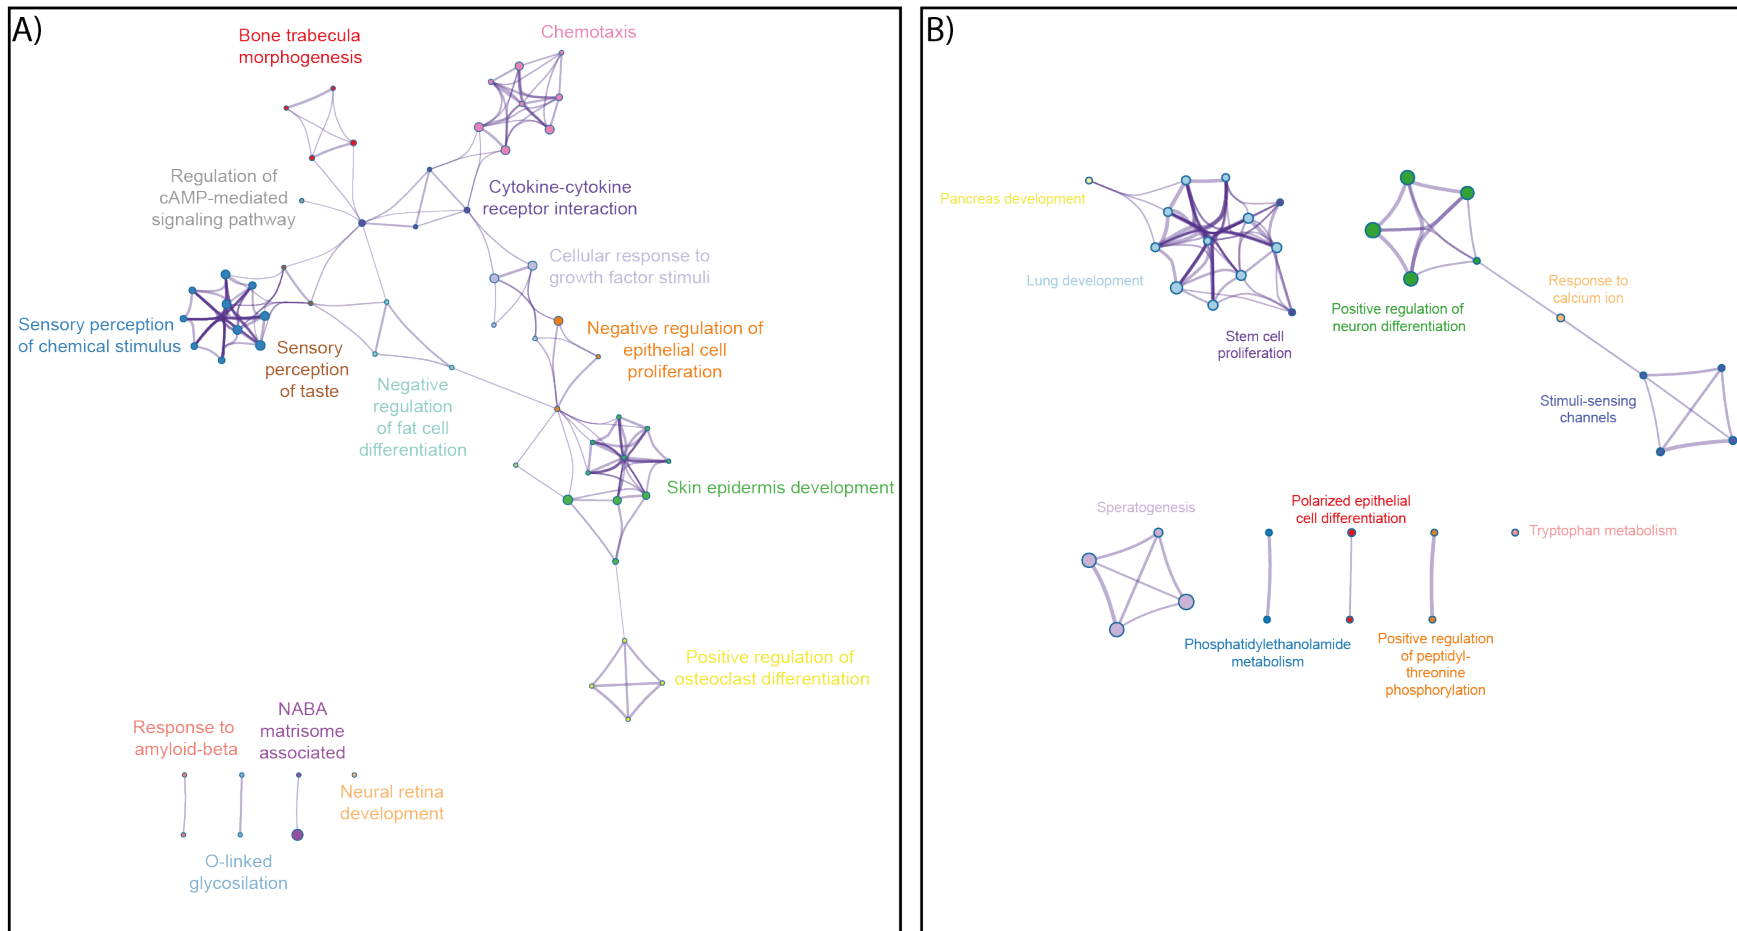 A)
Bone trabecula
morphogenesis
Chemotaxis
Regulation of
cAMP-mediated
signaling pathway
Cytokine-cytokine
receptor interaction
Cellular response to
growth factor stimuli
Sensory perception
of chemical stimulus
Sensory
perception
of taste
Negative regulation of
epithelial cell
proliferation
Negative
regulation
of fat cell
differentiation
Skin epidermis development
Positive regulation of
osteoclast differentiation
Response to
amyloid-beta
NABA
matrisome
associated
Neural retina
development
O-linked
glycosilation
B)
Pancreas development
Lung development
Stem cell
proliferation
Positive regulation of
neuron differentiation
Response to
calcium ion
Stimuli-sensing
channels
Speratogenesis
Polarized epithelial
cell differentiation
Tryptophan metabolism
Phosphatidylethanolamide
metabolism
Positive regulation
of peptidyl-
threonine
phosphorylation